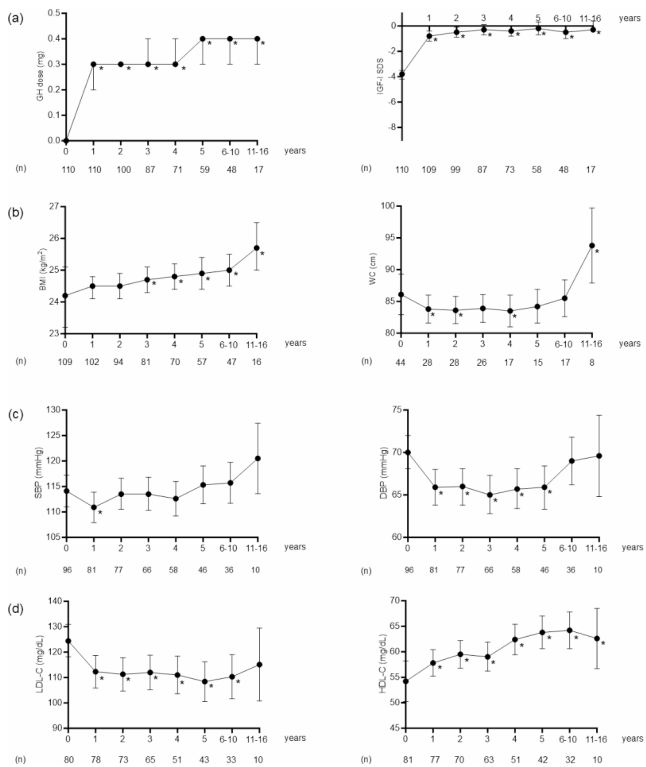 (a)
GH dose (mg)
0.5
0.4
0.3
0.2
0.1
0.0
0 1 2 3 4 5 6-10 11-16 years
* * * * * * *
(n) 110 110 100 87 71 59 48 17
IGF-I SDS
1 2 3 4 5 6-10 11-16 years
0
-2
-4
-6
-8
* * * * * * *
110 109 99 87 73 58 48 17
(b)
BMI (kg/m²)
27
26
25
24
23
0 1 2 3 4 5 6-10 11-16 years
* * * * *
(n) 109 102 94 81 70 57 47 16
WC (cm)
100
95
90
85
80
0 1 2 3 4 5 6-10 11-16 years
* * * *
(n) 44 28 28 26 17 15 17 8
(c)
SBP (mmHg)
130
125
120
115
110
105
0 1 2 3 4 5 6-10 11-16 years
*
(n) 96 81 77 66 58 46 36 10
DBP (mmHg)
75
70
65
60
0 1 2 3 4 5 6-10 11-16 years
* * * * *
(n) 96 81 77 66 58 46 36 10
(d)
LDL-C (mg/dL)
140
130
120
110
100
90
0 1 2 3 4 5 6-10 11-16 years
* * * * * *
(n) 80 78 73 65 51 43 33 10
HDL-C (mg/dL)
70
65
60
55
50
45
0 1 2 3 4 5 6-10 11-16 years
* * * * * * *
(n) 81 77 70 63 51 42 32 10